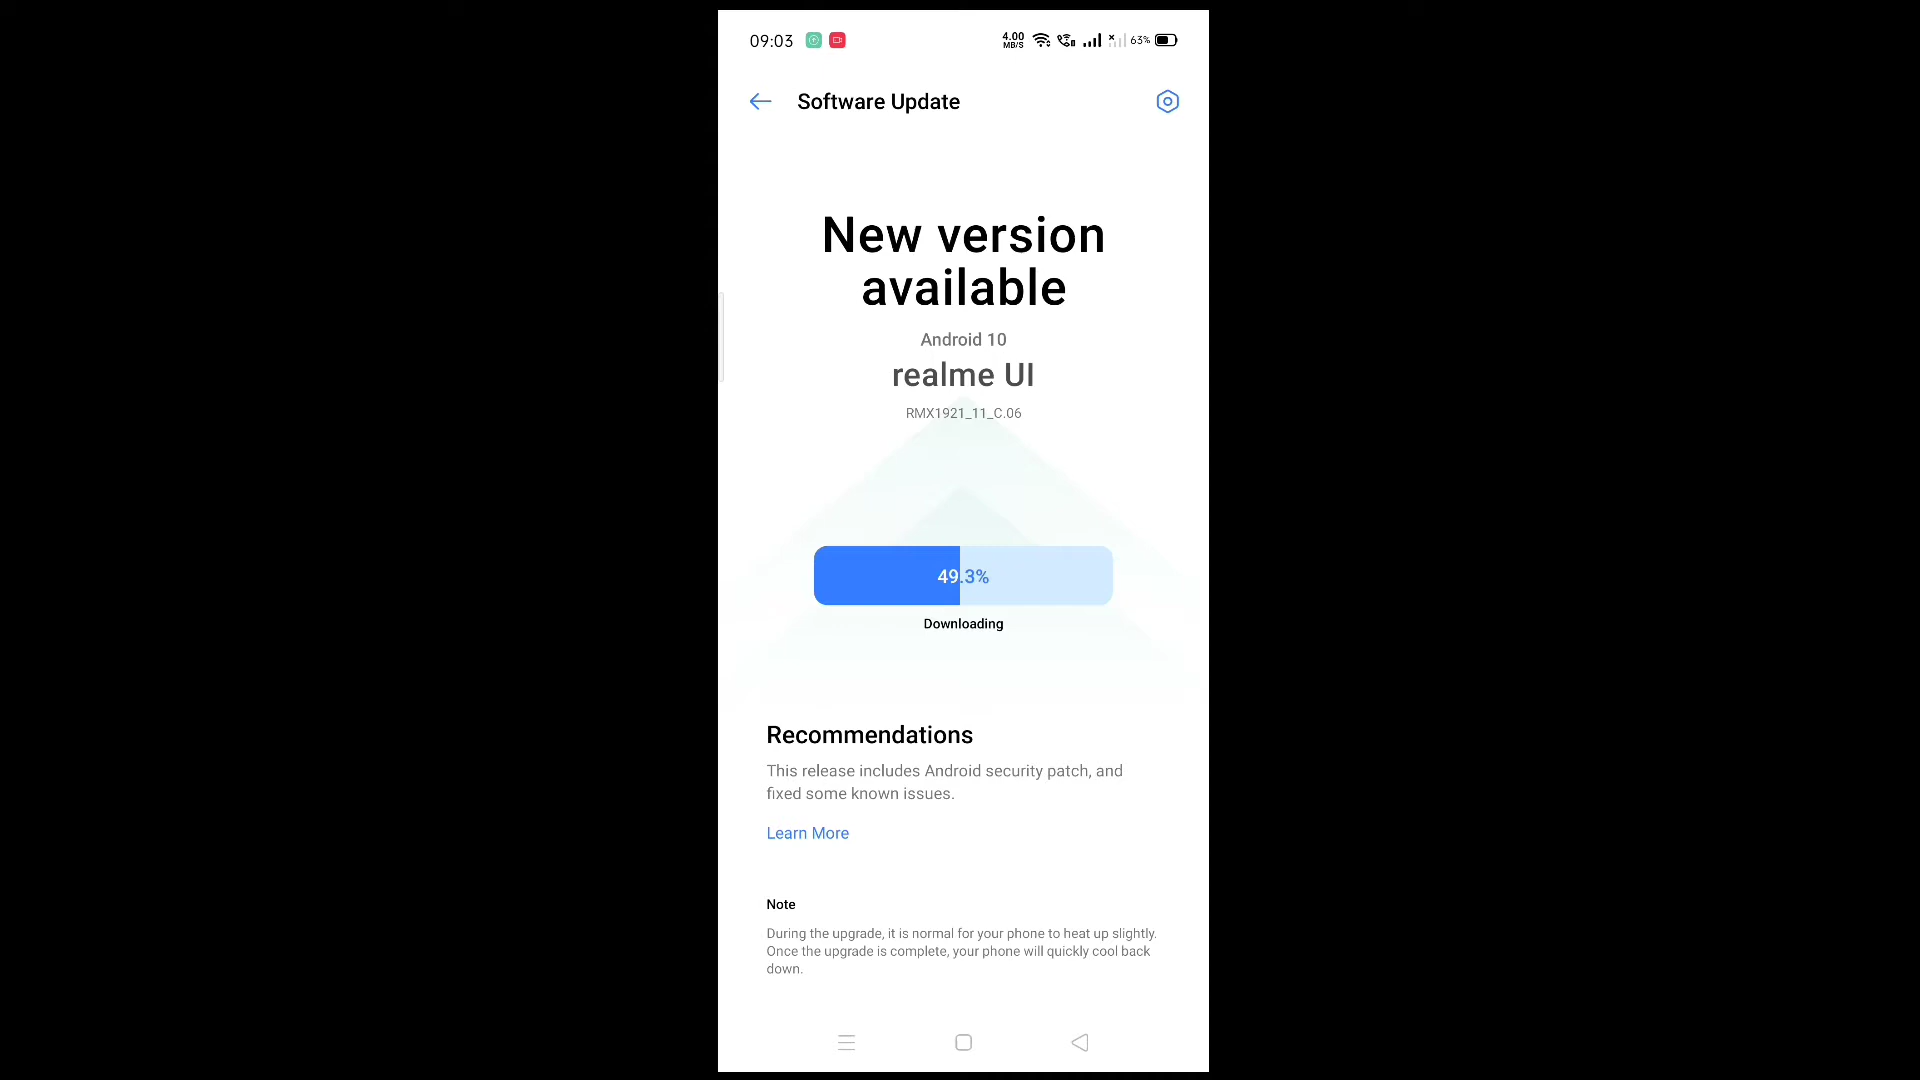 09:03 4.00 MB/S 63%
Software Update
New version
available
Android 10
realme UI
RMX1921_11_C.06
49.3%
Downloading
Recommendations
This release includes Android security patch, and
fixed some known issues.
Learn More
Note
During the upgrade, it is normal for your phone to heat up slightly.
Once the upgrade is complete, your phone will quickly cool back
down.